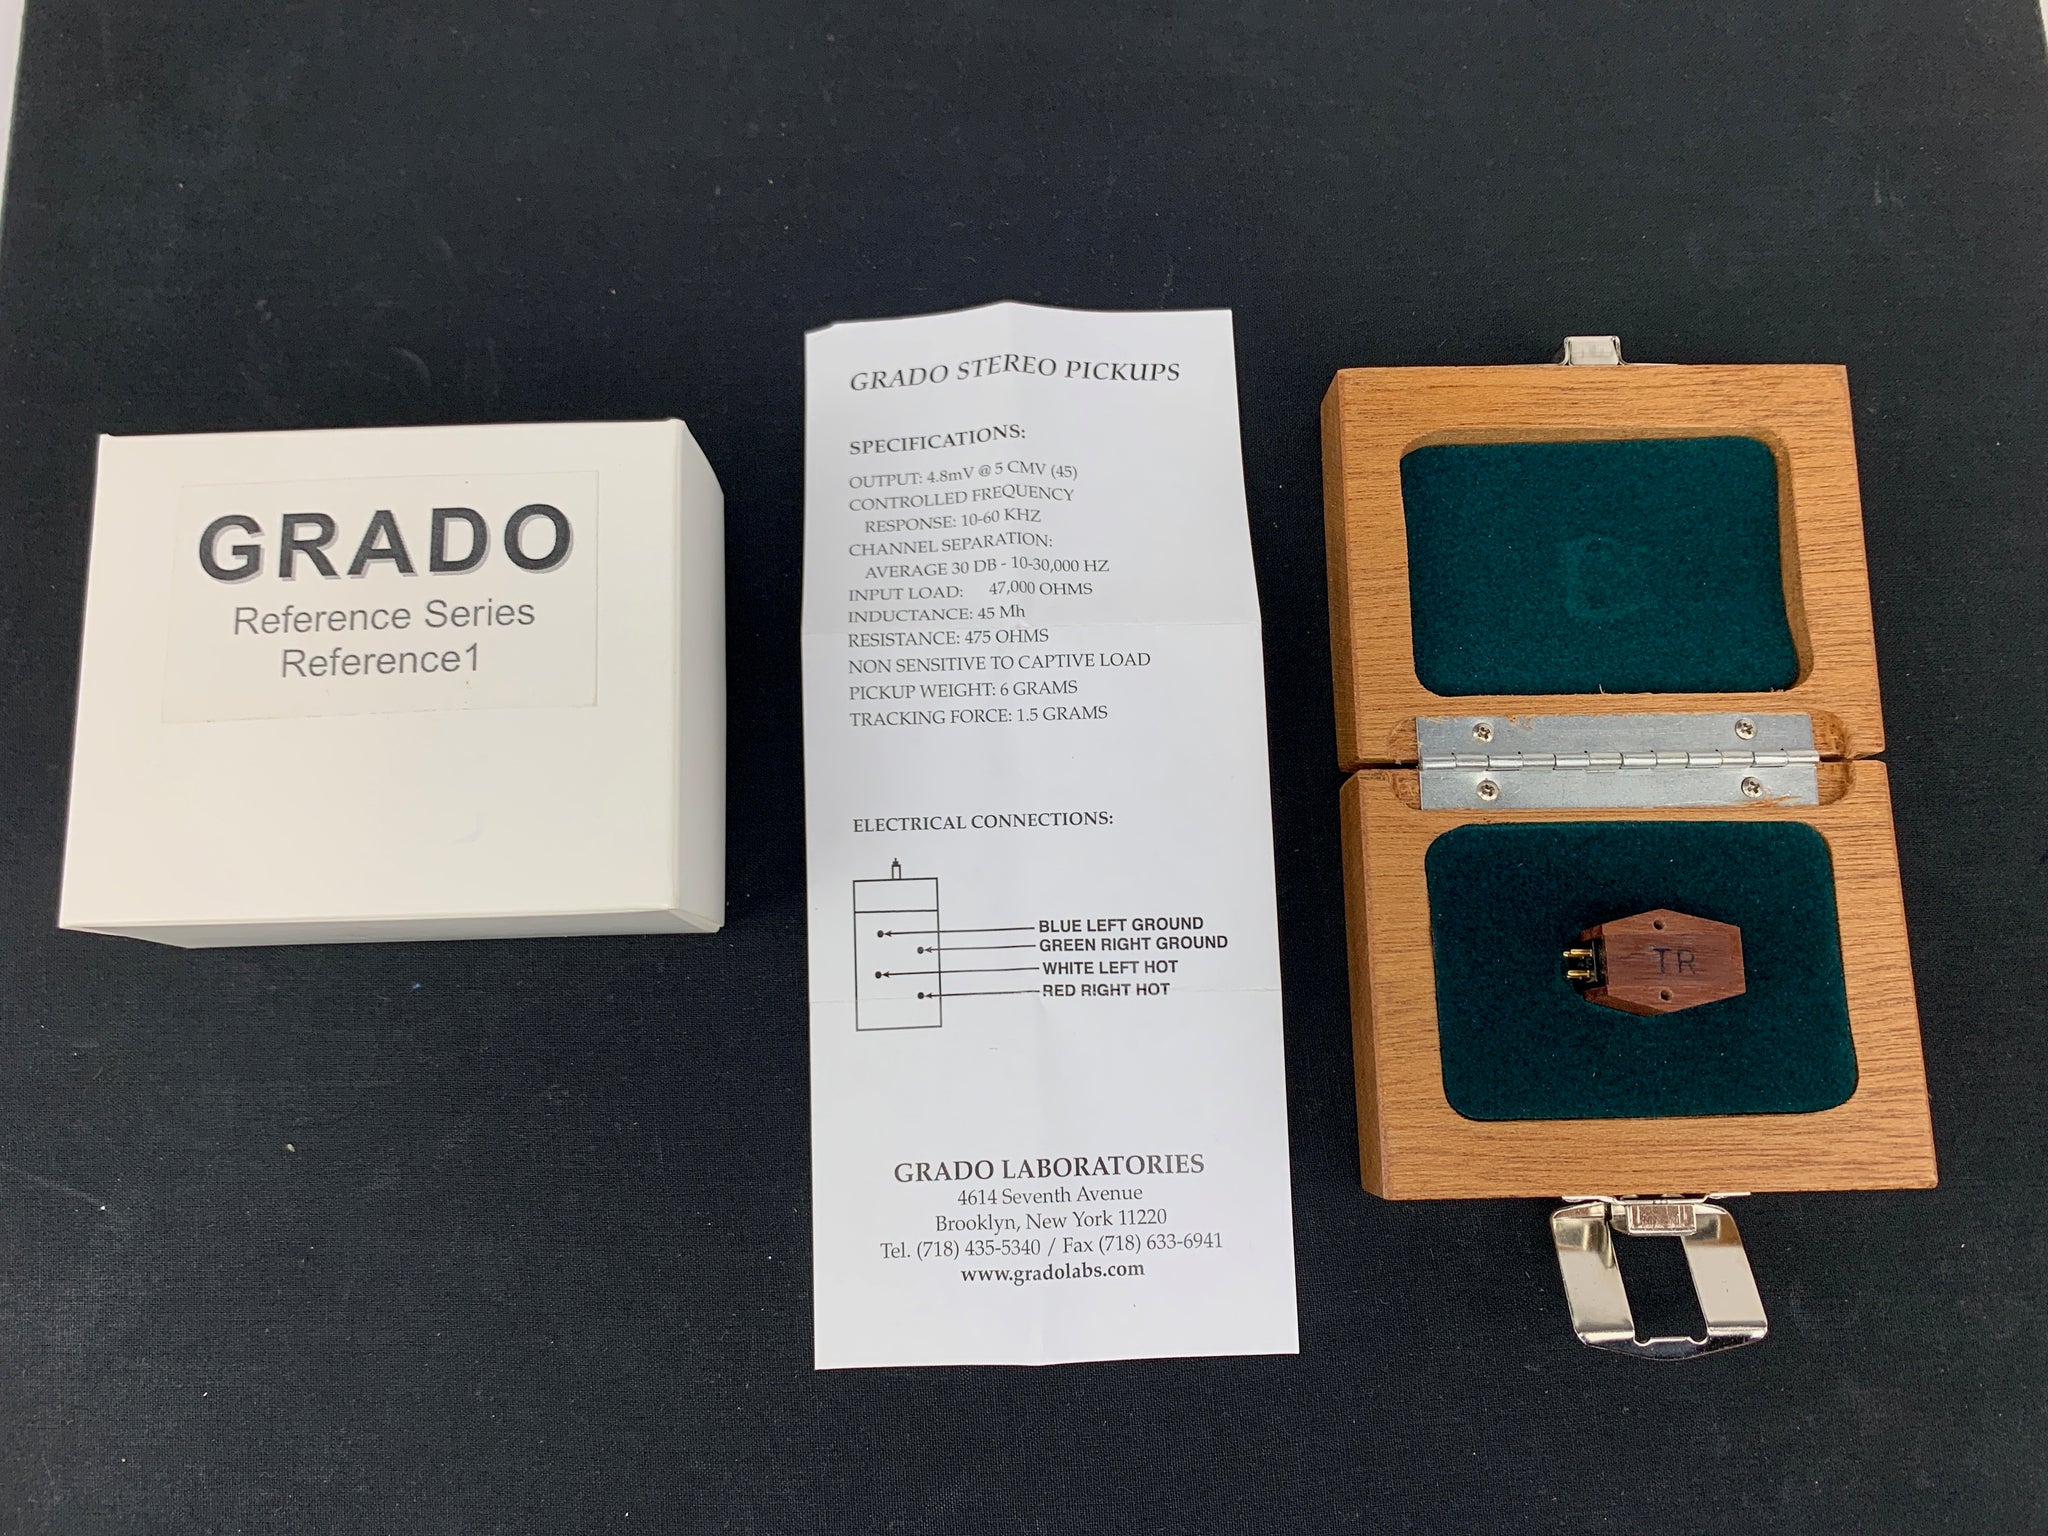 GRADO
Reference Series
Reference1
GRADO STEREO PICKUPS
SPECIFICATIONS:
OUTPUT: 4.8mV @ 5 CMV (45)
CONTROLLED FREQUENCY
RESPONSE: 10-60 KHZ
CHANNEL SEPARATION:
AVERAGE 30 DB - 10-30,000 HZ
INPUT LOAD: 47,000 OHMS
INDUCTANCE: 45 Mh
RESISTANCE: 475 OHMS
NON SENSITIVE TO CAPTIVE LOAD
PICKUP WEIGHT: 6 GRAMS
TRACKING FORCE: 1.5 GRAMS
ELECTRICAL CONNECTIONS:
BLUE LEFT GROUND
GREEN RIGHT GROUND
WHITE LEFT HOT
RED RIGHT HOT
GRADO LABORATORIES
4614 Seventh Avenue
Brooklyn, New York 11220
Tel. (718) 435-5340 / Fax (718) 633-6941
www.gradolabs.com
TR